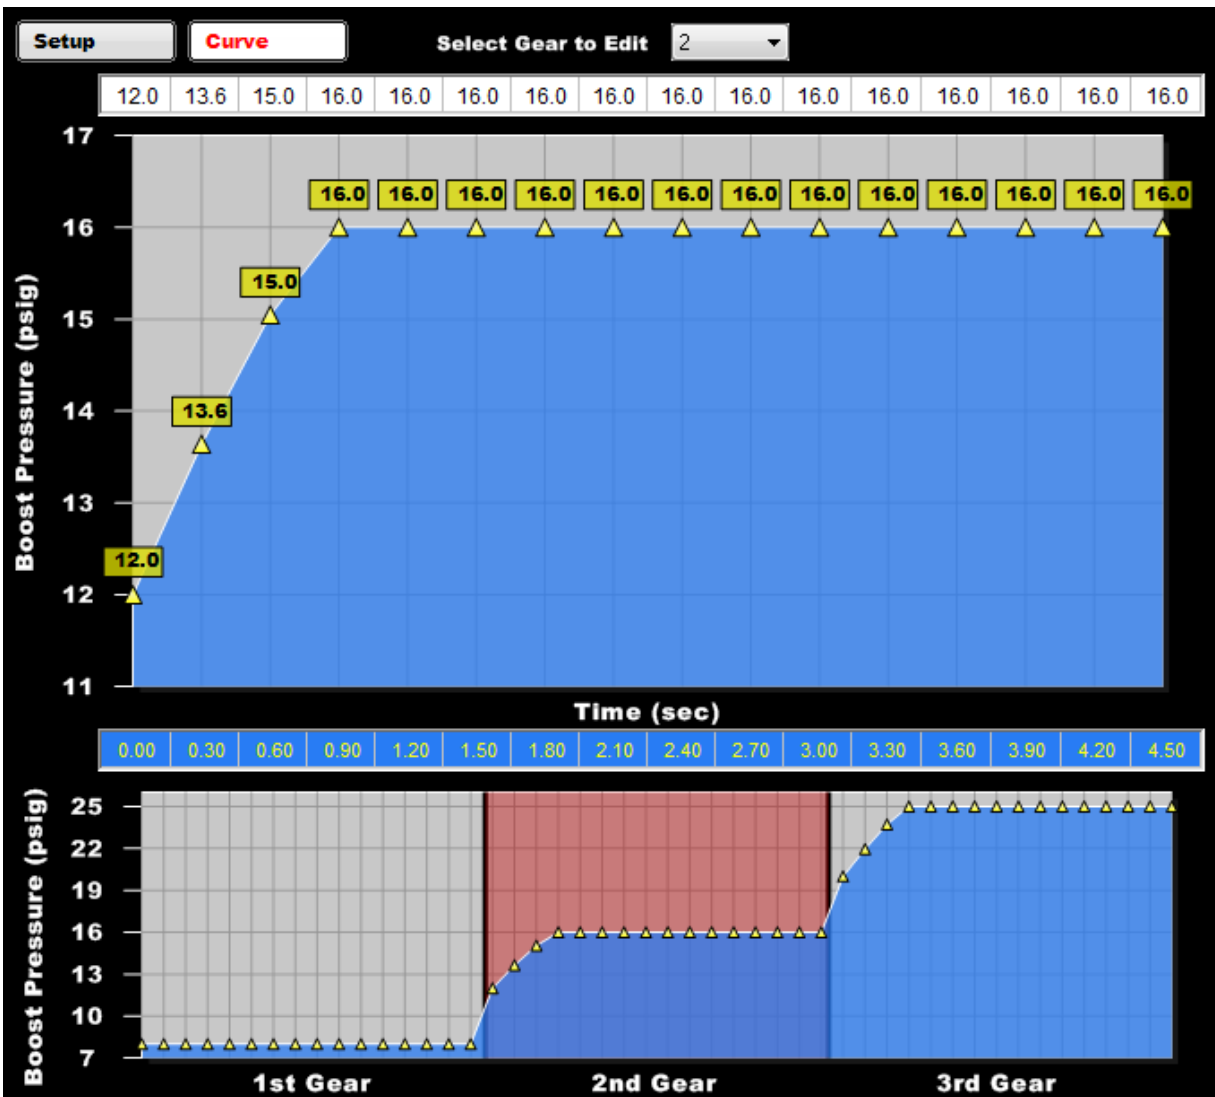 Setup Curve Select Gear to Edit 2
12.0 13.6 15.0 16.0 16.0 16.0 16.0 16.0 16.0 16.0 16.0 16.0 16.0 16.0 16.0 16.0
17
16.0 16.0 16.0 16.0 16.0 16.0 16.0 16.0 16.0 16.0 16.0 16.0 16.0
16
15.0
15
14
13.6
13
12.0
12
11
Boost Pressure (psig)
Time (sec)
0.00 0.30 0.60 0.90 1.20 1.50 1.80 2.10 2.40 2.70 3.00 3.30 3.60 3.90 4.20 4.50
25
22
19
16
13
10
7
Boost Pressure (psig)
1st Gear 2nd Gear 3rd Gear